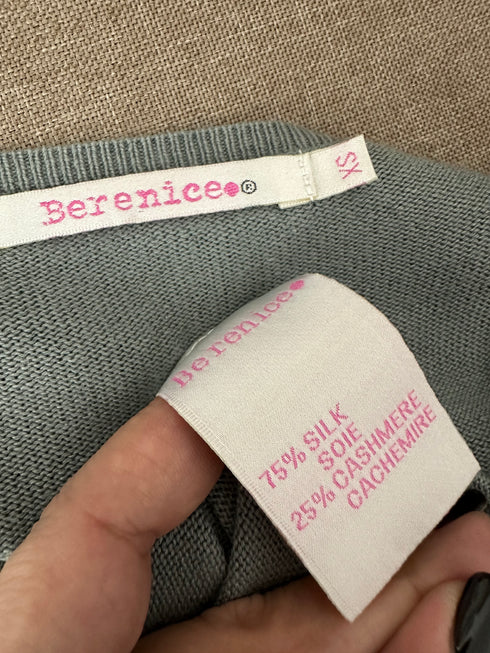 Berenice®
XS
Berenice
75% SILK
SOIE
25% CASHMERE
CACHEMIRE